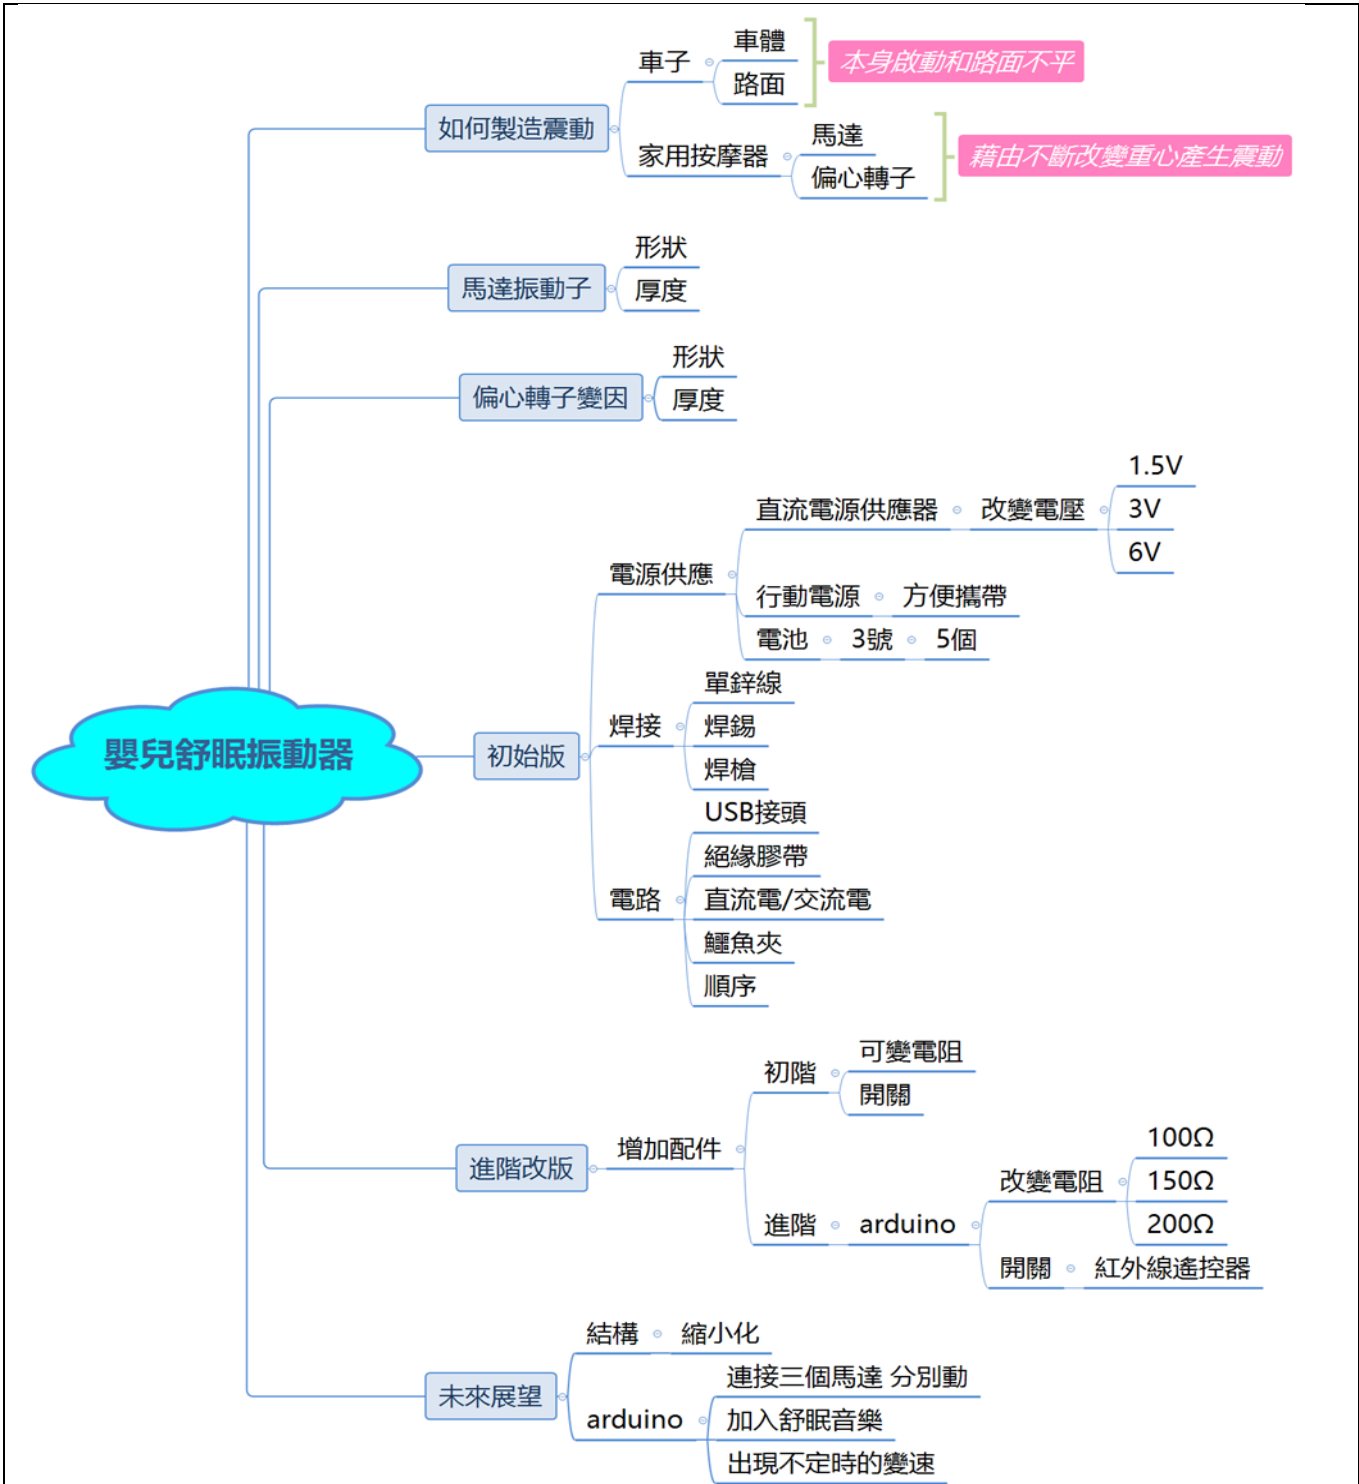 車子
車體
路面
本身啟動和路面不平
如何製造震動
家用按摩器
馬達
偏心轉子
藉由不斷改變重心產生震動
馬達振動子
形狀
厚度
偏心轉子變因
形狀
厚度
嬰兒舒眠振動器
初始版
電源供應
直流電源供應器
改變電壓
1.5V
3V
6V
行動電源
方便攜帶
電池
3號
5個
焊接
單鋅線
焊錫
焊槍
電路
USB接頭
絕緣膠帶
直流電/交流電
鱷魚夾
順序
進階改版
增加配件
初階
可變電阻
開關
進階
arduino
改變電阻
100Ω
150Ω
200Ω
開關
紅外線遙控器
未來展望
結構
縮小化
arduino
連接三個馬達 分別動
加入舒眠音樂
出現不定時的變速